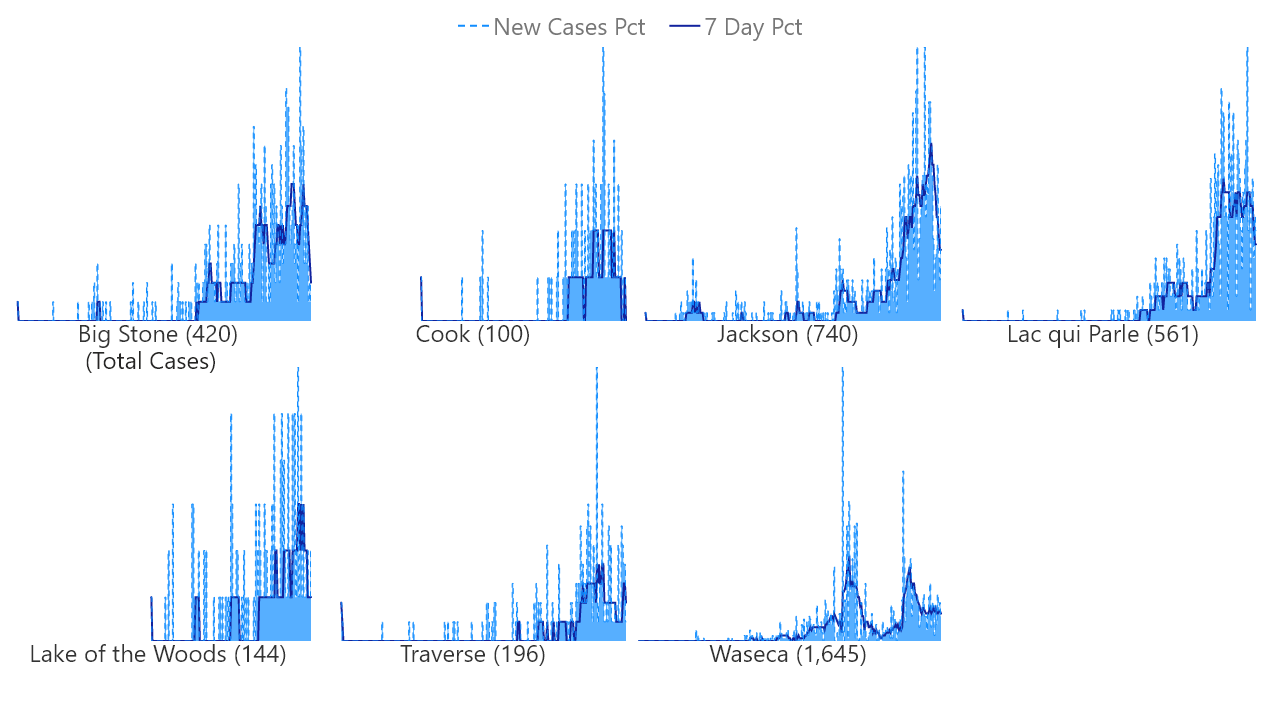 New Cases Pct 7 Day Pct
Big Stone (420)
(Total Cases)
Cook (100)
Jackson (740)
Lac qui Parle (561)
Lake of the Woods (144)
Traverse (196)
Waseca (1,645)